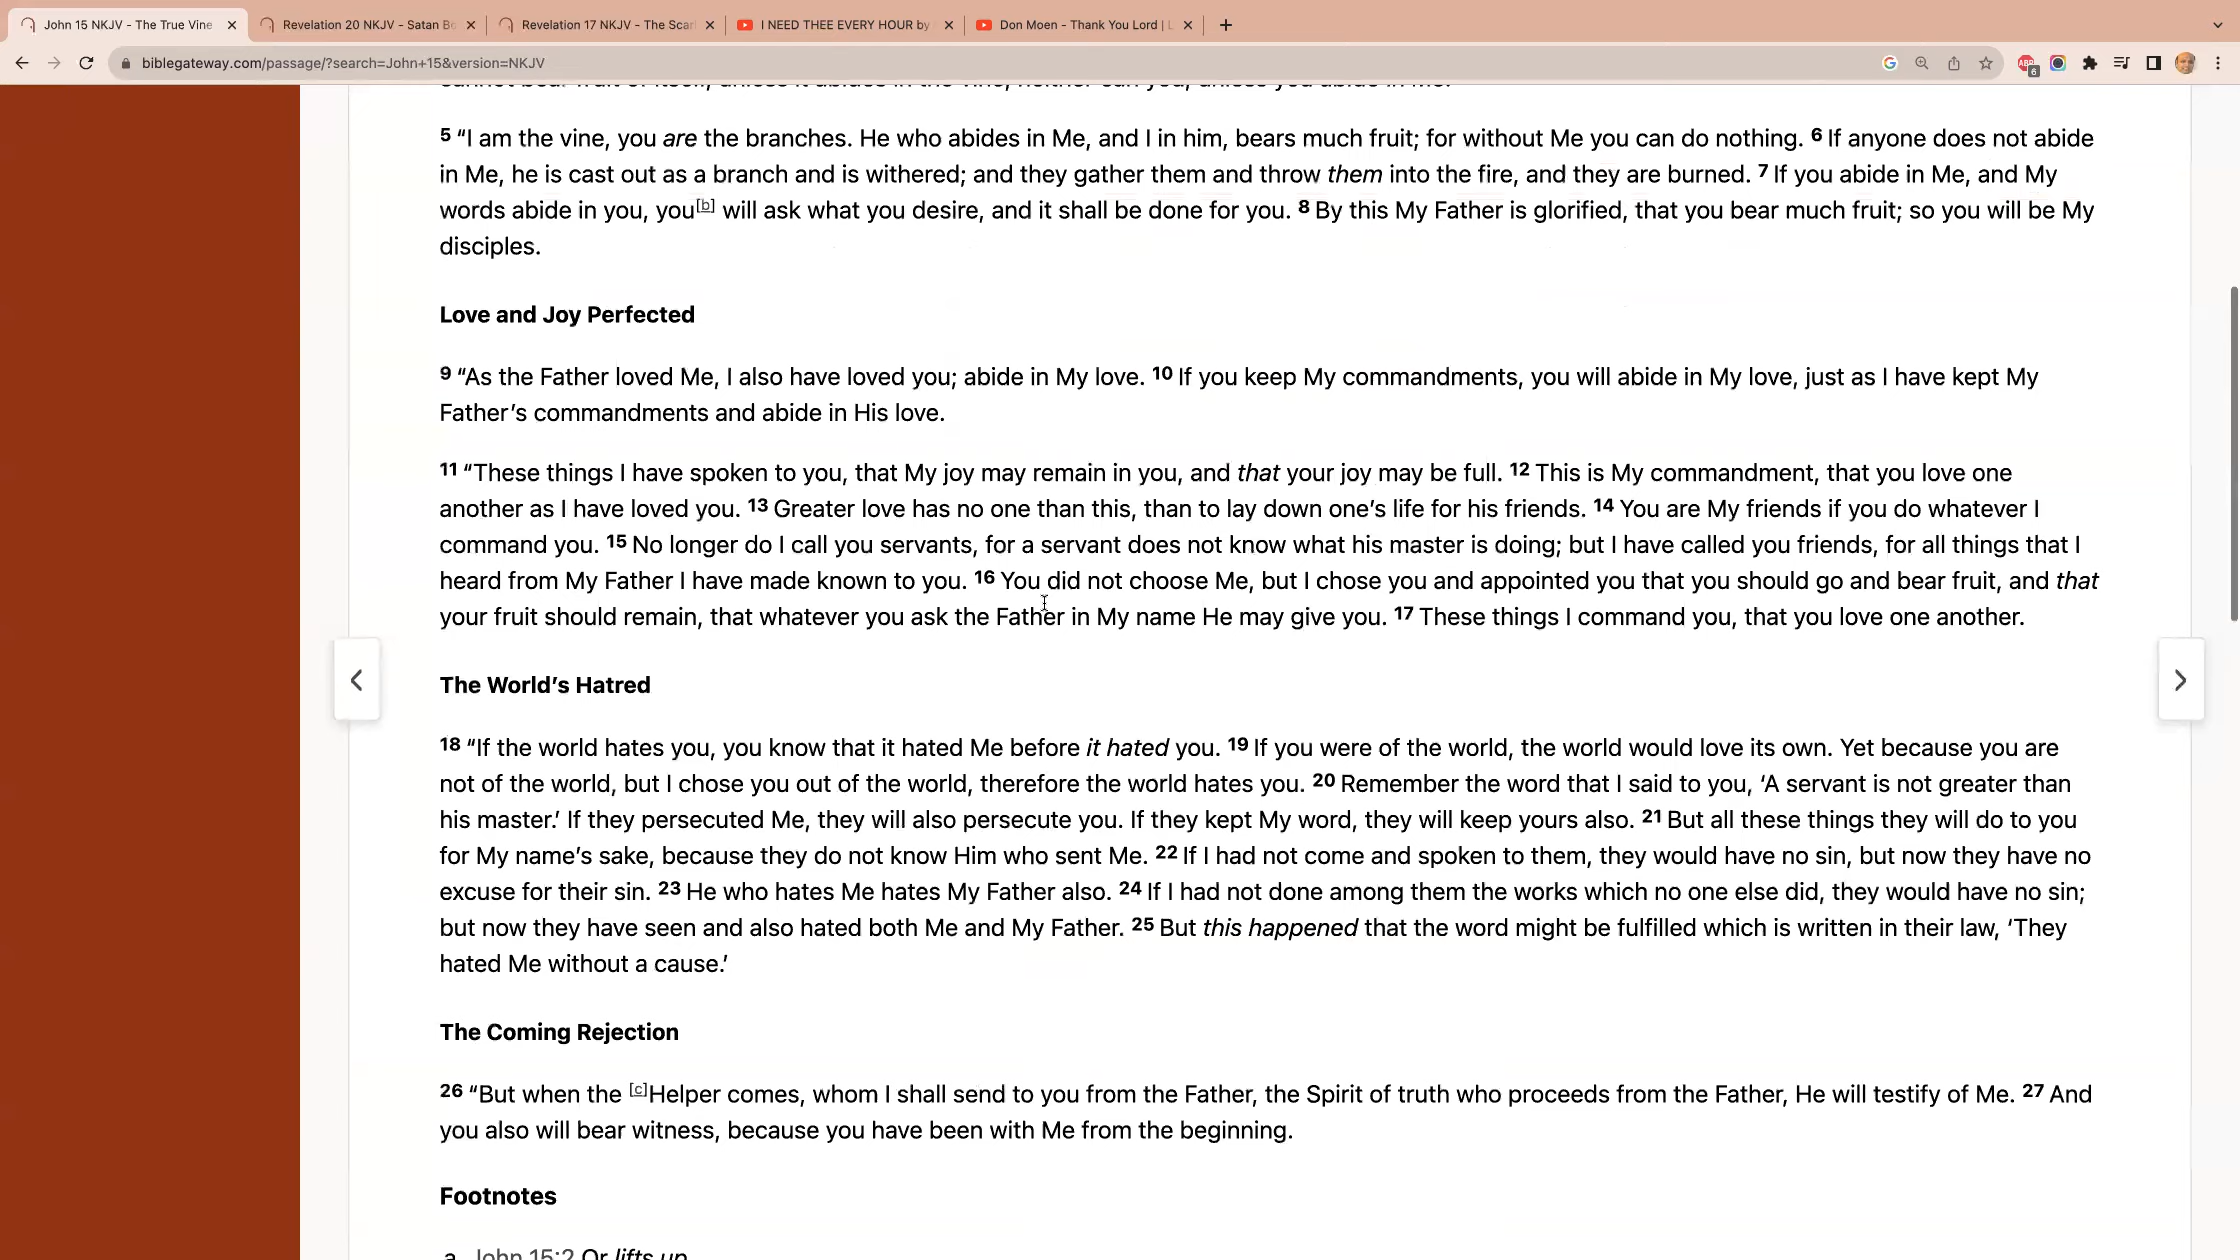 John 15 NKJV - The True Vine
Revelation 20 NKJV - Satan Bo
Revelation 17 NKJV - The Scar
I NEED THEE EVERY HOUR by
Don Moen - Thank You Lord | L
biblegateway.com/passage/?search=John+15&version=NKJV
ABP
6
cannot bear fruit of itself, unless it abides in the vine, neither can you, unless you abide in Me.
5 “I am the vine, you are the branches. He who abides in Me, and I in him, bears much fruit; for without Me you can do nothing. 6 If anyone does not abide
in Me, he is cast out as a branch and is withered; and they gather them and throw them into the fire, and they are burned. 7 If you abide in Me, and My
words abide in you, you[b] will ask what you desire, and it shall be done for you. 8 By this My Father is glorified, that you bear much fruit; so you will be My
disciples.
Love and Joy Perfected
9 “As the Father loved Me, I also have loved you; abide in My love. 10 If you keep My commandments, you will abide in My love, just as I have kept My
Father’s commandments and abide in His love.
11 “These things I have spoken to you, that My joy may remain in you, and that your joy may be full. 12 This is My commandment, that you love one
another as I have loved you. 13 Greater love has no one than this, than to lay down one’s life for his friends. 14 You are My friends if you do whatever I
command you. 15 No longer do I call you servants, for a servant does not know what his master is doing; but I have called you friends, for all things that I
heard from My Father I have made known to you. 16 You did not choose Me, but I chose you and appointed you that you should go and bear fruit, and that
your fruit should remain, that whatever you ask the Father in My name He may give you. 17 These things I command you, that you love one another.
The World’s Hatred
18 “If the world hates you, you know that it hated Me before it hated you. 19 If you were of the world, the world would love its own. Yet because you are
not of the world, but I chose you out of the world, therefore the world hates you. 20 Remember the word that I said to you, ‘A servant is not greater than
his master.’ If they persecuted Me, they will also persecute you. If they kept My word, they will keep yours also. 21 But all these things they will do to you
for My name’s sake, because they do not know Him who sent Me. 22 If I had not come and spoken to them, they would have no sin, but now they have no
excuse for their sin. 23 He who hates Me hates My Father also. 24 If I had not done among them the works which no one else did, they would have no sin;
but now they have seen and also hated both Me and My Father. 25 But this happened that the word might be fulfilled which is written in their law, ‘They
hated Me without a cause.’
The Coming Rejection
26 “But when the [c]Helper comes, whom I shall send to you from the Father, the Spirit of truth who proceeds from the Father, He will testify of Me. 27 And
you also will bear witness, because you have been with Me from the beginning.
Footnotes
a. John 15:2 Or lifts up